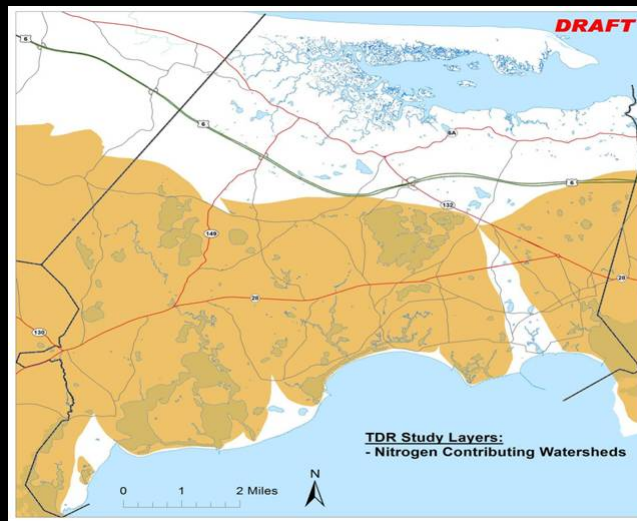 DRAFT
6
6
6A
6
132
149
28
28
130
TDR Study Layers:
- Nitrogen Contributing Watersheds
N
0 1 2 Miles